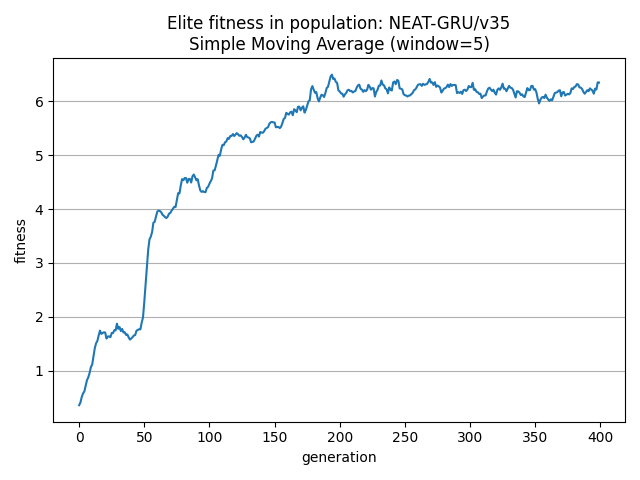 Elite fitness in population: NEAT-GRU/v35
Simple Moving Average (window=5)
fitness
6
5
4
3
2
1
0 50 100 150 200 250 300 350 400
generation